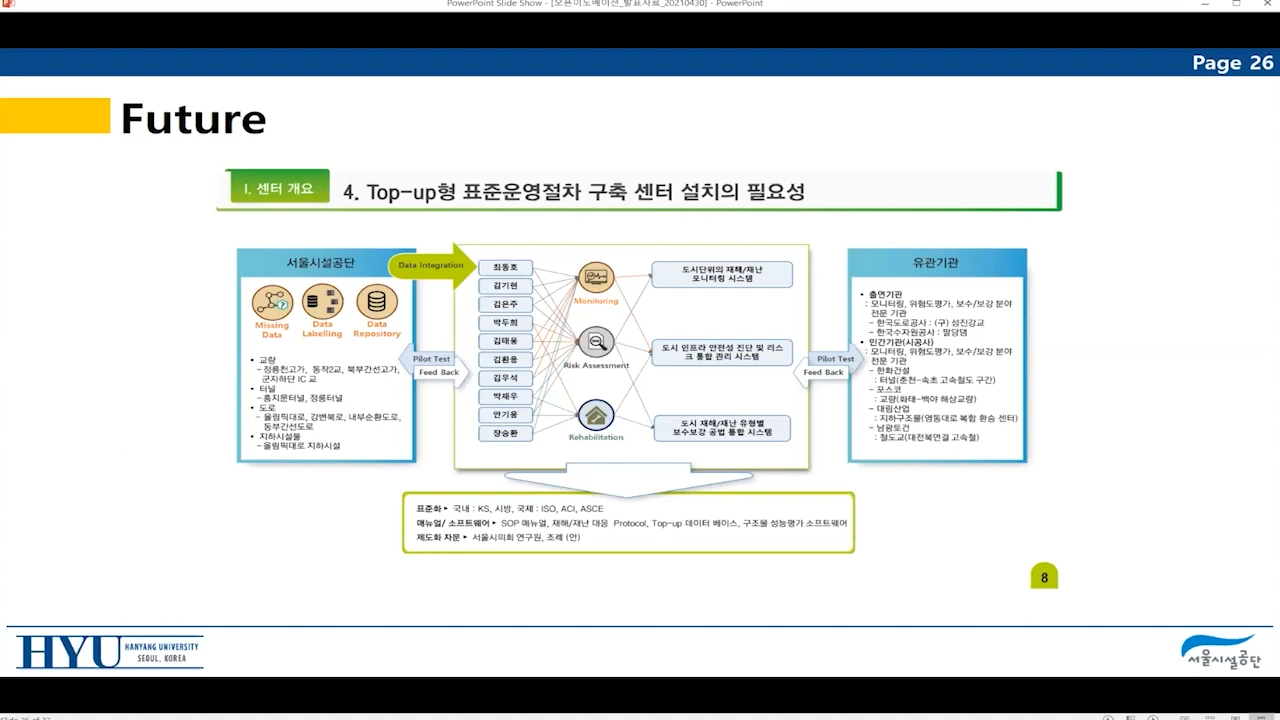 PowerPoint Slide Show - [오픈이노베이션_발표자료_20210430] - PowerPoint
Page 26
Future
Ⅰ. 센터 개요
4. Top-up형 표준운영절차 구축 센터 설치의 필요성
서울시설공단
Missing Data
Data Labelling
Data Repository
• 교량
- 정릉천고가, 동작2교, 북부간선고가,
군자하단 IC 교
• 터널
- 홍지문터널, 정릉터널
• 도로
- 올림픽대로, 강변북로, 내부순환도로,
동부간선도로
• 지하시설물
- 올림픽대로 지하시설
Data Integration
Pilot Test
Feed Back
최동호
김기현
김은주
박두희
김태웅
김환용
김우석
박재우
안기용
장승환
Monitoring
Risk Assessment
Rehabilitation
도시단위의 재해/재난
모니터링 시스템
도시 인프라 안전성 진단 및 리스
크 통합 관리 시스템
도시 재해/재난 유형별
보수보강 공법 통합 시스템
Pilot Test
Feed Back
유관기관
• 출연기관
: 모니터링, 위험도평가, 보수/보강 분야
전문 기관
- 한국도로공사 : (구) 섬진강교
- 한국수자원공사 : 팔당댐
• 민간기관(시공사)
: 모니터링, 위험도평가, 보수/보강 분야
전문 기관
- 한화건설
: 터널(춘천-속초 고속철도 구간)
- 포스코
: 교량(화태-백야 해상교량)
- 대림산업
: 지하구조물(영동대로 복합 환승 센터)
- 남광토건
: 철도교(대전북연결 고속철)
표준화 ▸ 국내 : KS, 시방, 국제 : ISO, ACI, ASCE
매뉴얼/ 소프트웨어 ▸ SOP 매뉴얼, 재해/재난 대응 Protocol, Top-up 데이터 베이스, 구조물 성능평가 소프트웨어
제도화 자문 ▸ 서울시의회 연구원, 조례 (안)
8
HYU HANYANG UNIVERSITY
SEOUL, KOREA
서울시설공단